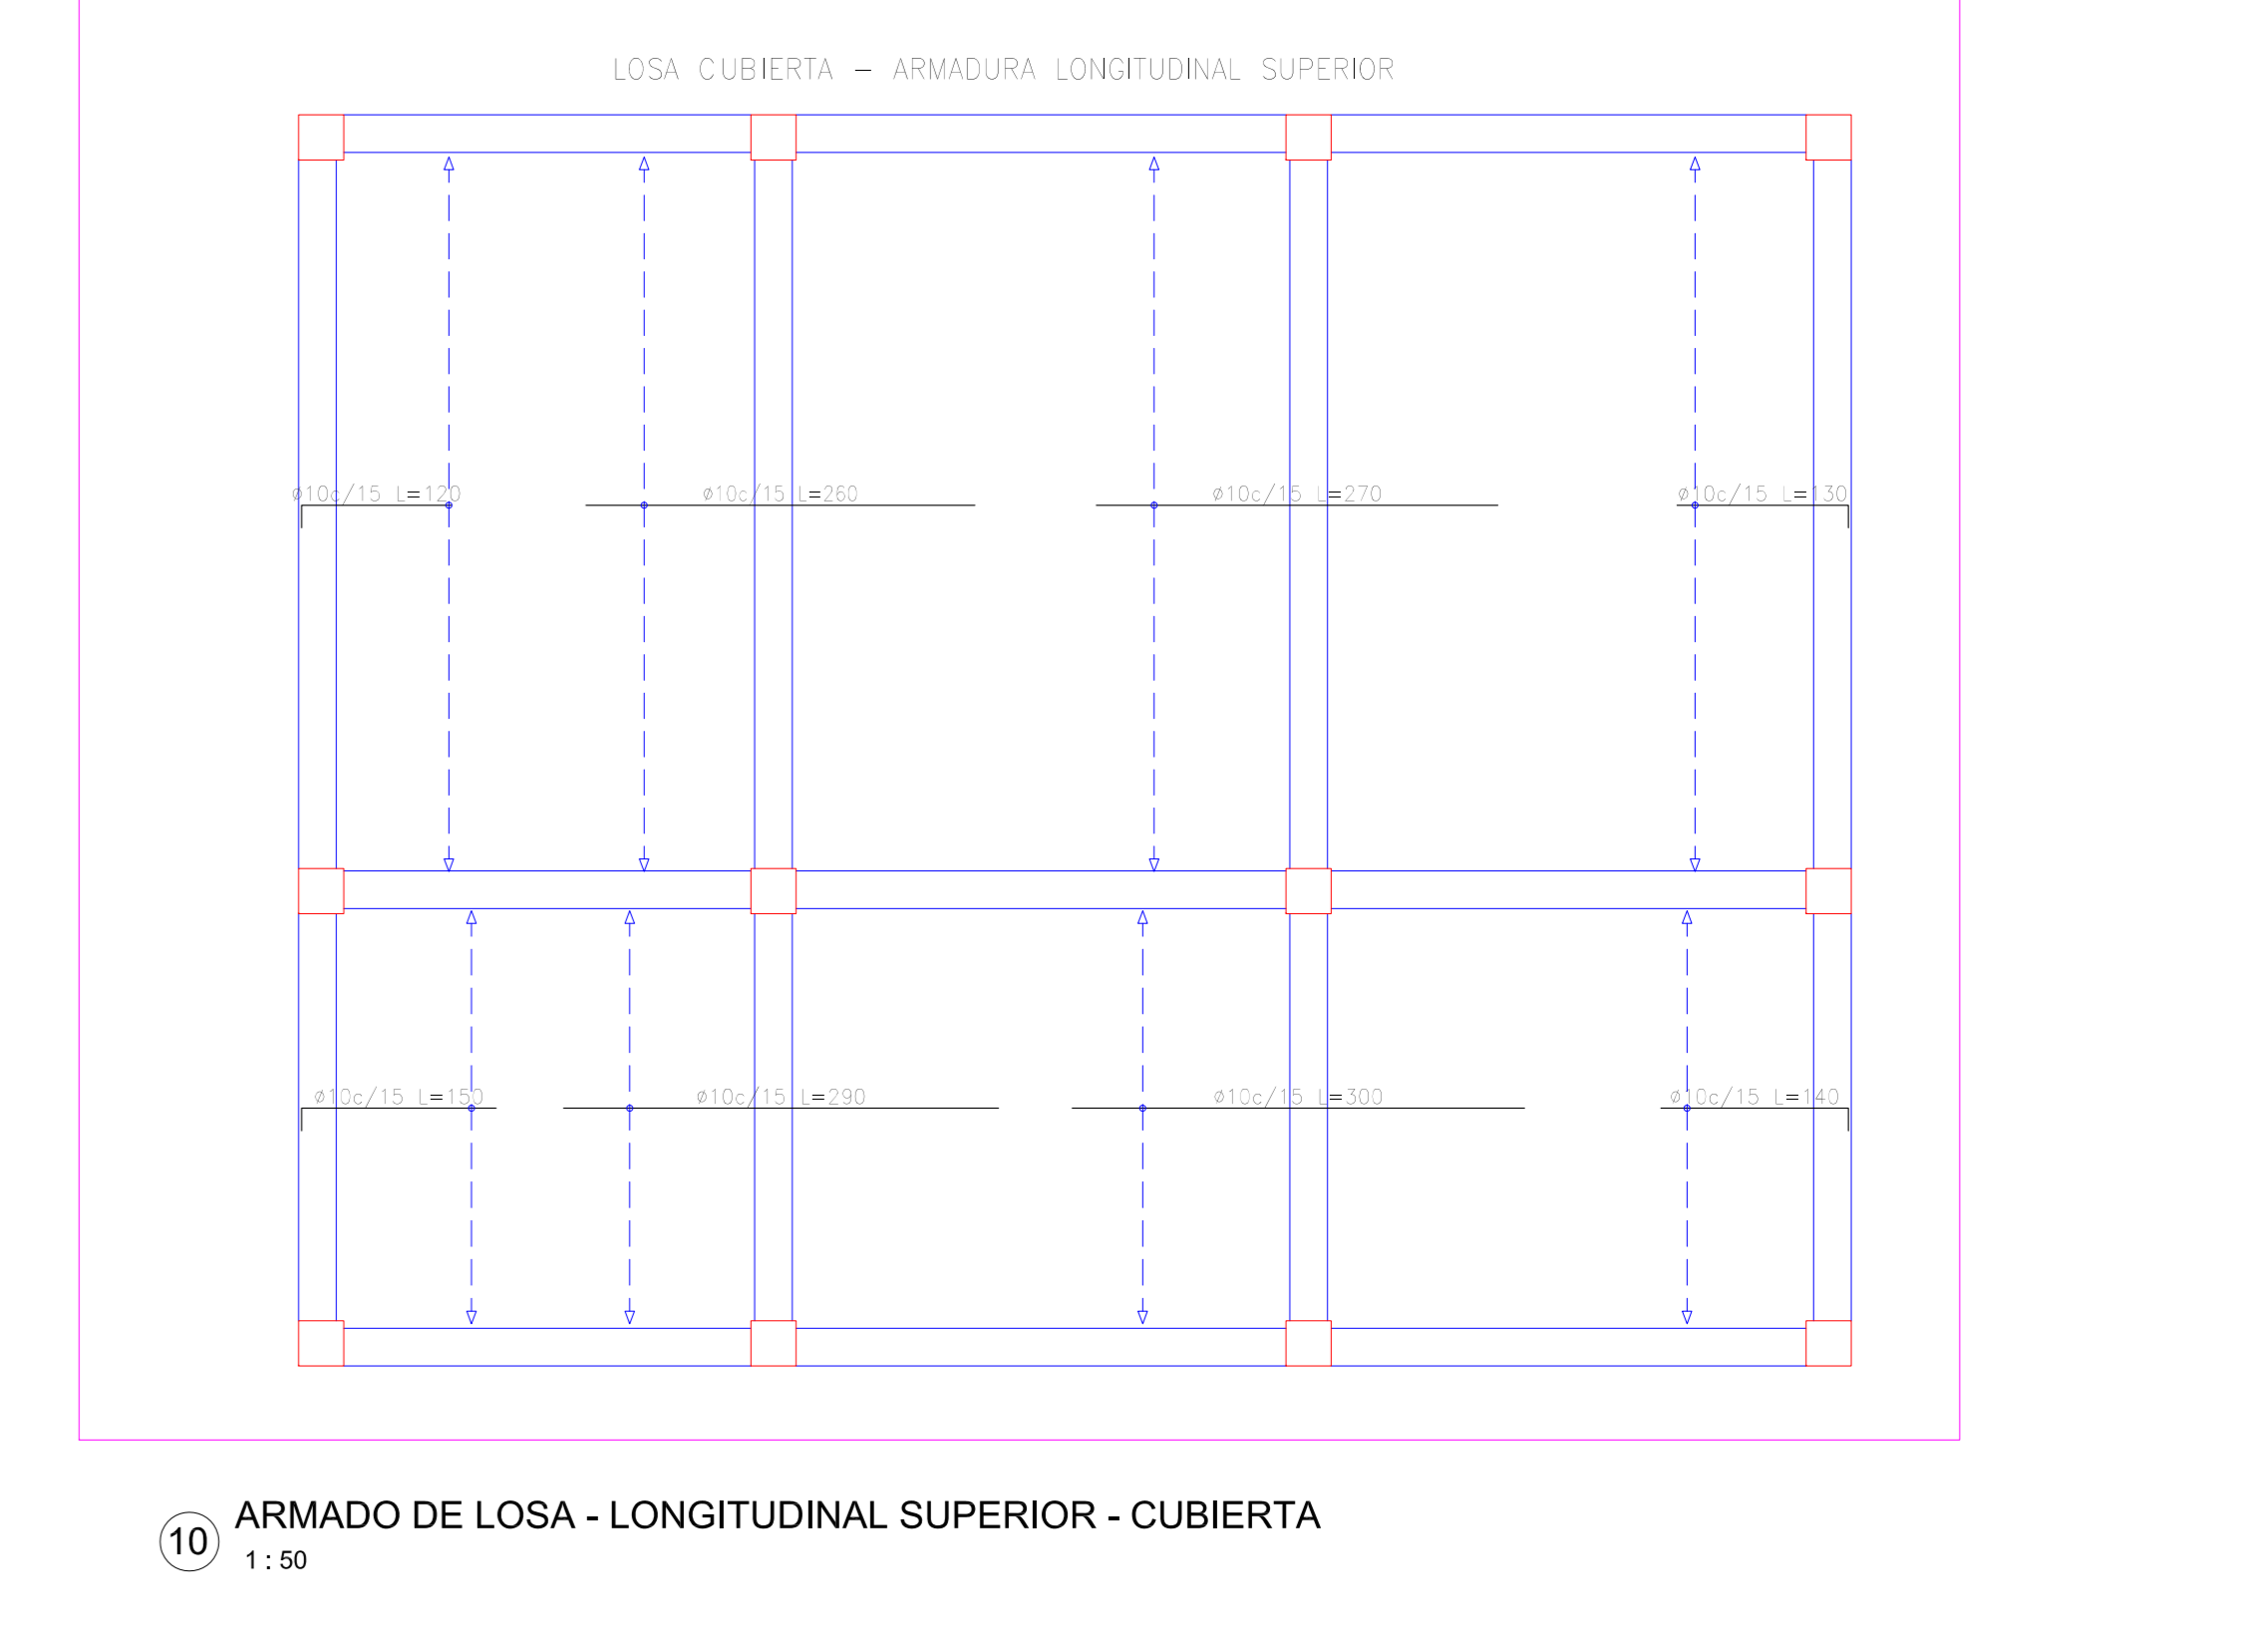 LOSA CUBIERTA - ARMADURA LONGITUDINAL SUPERIOR
ø10c/15 L=120
ø10c/15 L=260
ø10c/15 L=270
ø10c/15 L=130
ø10c/15 L=150
ø10c/15 L=290
ø10c/15 L=300
ø10c/15 L=140
10
ARMADO DE LOSA - LONGITUDINAL SUPERIOR - CUBIERTA
1 : 50